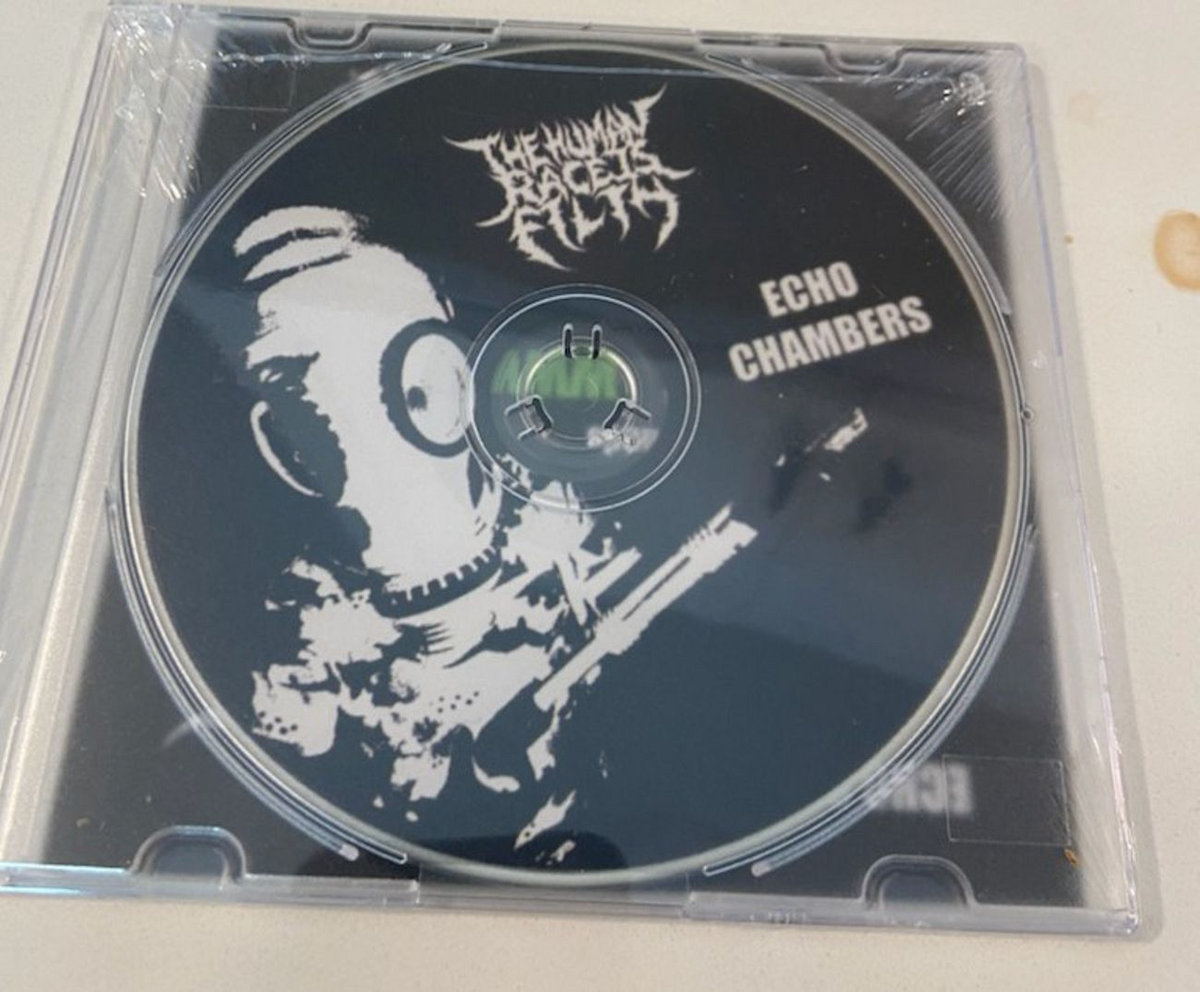 THE HUMAN
RACE IS
FILTH
ECHO
CHAMBERS